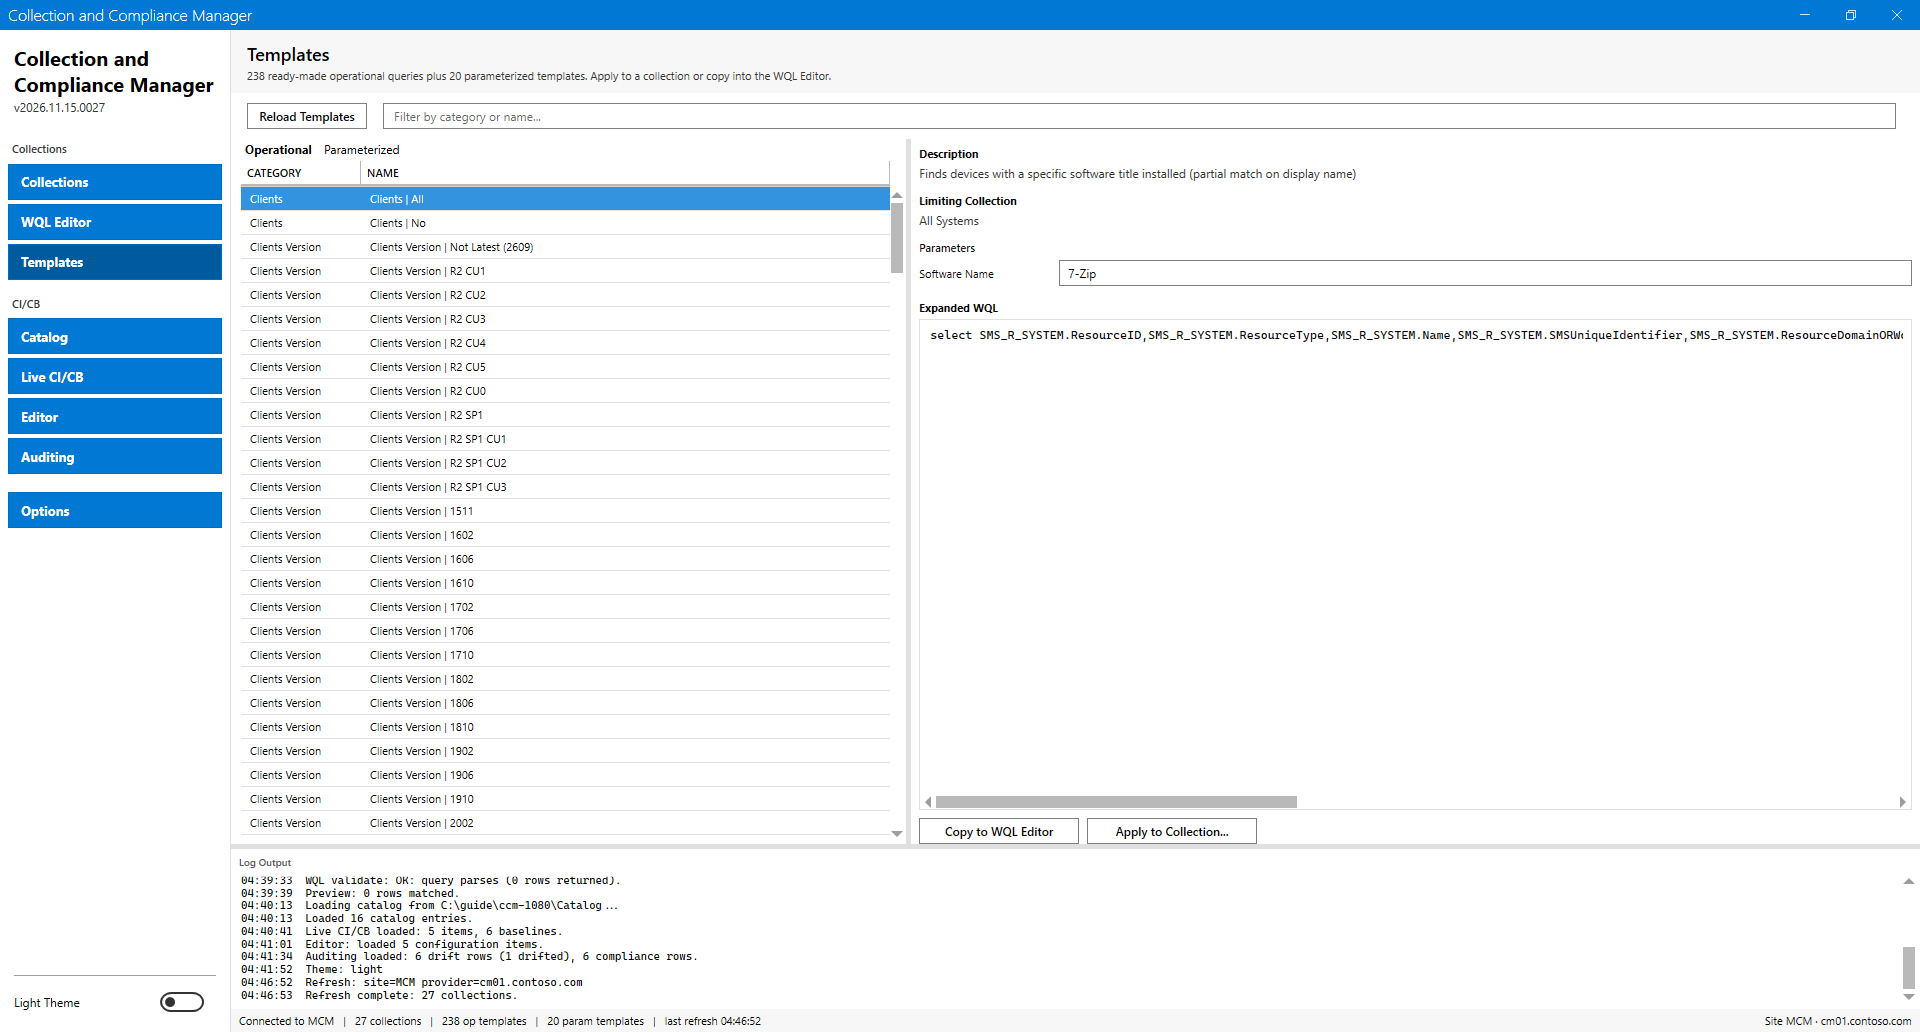 Collection and Compliance Manager
Collection and
Compliance Manager
v2026.11.15.0027
Collections
Collections
WQL Editor
Templates
CI/CB
Catalog
Live CI/CB
Editor
Auditing
Options
Light Theme
Templates
238 ready-made operational queries plus 20 parameterized templates. Apply to a collection or copy into the WQL Editor.
Reload Templates
Filter by category or name...
Operational Parameterized
CATEGORY NAME
Clients Clients | All
Clients Clients | No
Clients Version Clients Version | Not Latest (2609)
Clients Version Clients Version | R2 CU1
Clients Version Clients Version | R2 CU2
Clients Version Clients Version | R2 CU3
Clients Version Clients Version | R2 CU4
Clients Version Clients Version | R2 CU5
Clients Version Clients Version | R2 CU0
Clients Version Clients Version | R2 SP1
Clients Version Clients Version | R2 SP1 CU1
Clients Version Clients Version | R2 SP1 CU2
Clients Version Clients Version | R2 SP1 CU3
Clients Version Clients Version | 1511
Clients Version Clients Version | 1602
Clients Version Clients Version | 1606
Clients Version Clients Version | 1610
Clients Version Clients Version | 1702
Clients Version Clients Version | 1706
Clients Version Clients Version | 1710
Clients Version Clients Version | 1802
Clients Version Clients Version | 1806
Clients Version Clients Version | 1810
Clients Version Clients Version | 1902
Clients Version Clients Version | 1906
Clients Version Clients Version | 1910
Clients Version Clients Version | 2002
Description
Finds devices with a specific software title installed (partial match on display name)
Limiting Collection
All Systems
Parameters
Software Name 7-Zip
Expanded WQL
select SMS_R_SYSTEM.ResourceID,SMS_R_SYSTEM.ResourceType,SMS_R_SYSTEM.Name,SMS_R_SYSTEM.SMSUniqueIdentifier,SMS_R_SYSTEM.ResourceDomainORW
Copy to WQL Editor Apply to Collection...
Log Output
04:39:33 WQL validate: OK: query parses (0 rows returned).
04:39:39 Preview: 0 rows matched.
04:40:13 Loading catalog from C:\guide\ccm-1080\Catalog...
04:40:13 Loaded 16 catalog entries.
04:40:41 Live CI/CB loaded: 5 items, 6 baselines.
04:41:01 Editor: loaded 5 configuration items.
04:41:34 Auditing loaded: 6 drift rows (1 drifted), 6 compliance rows.
04:41:52 Theme: light
04:46:52 Refresh: site=MCM provider=cm01.contoso.com
04:46:53 Refresh complete: 27 collections.
Connected to MCM | 27 collections | 238 op templates | 20 param templates | last refresh 04:46:52
Site MCM · cm01.contoso.com